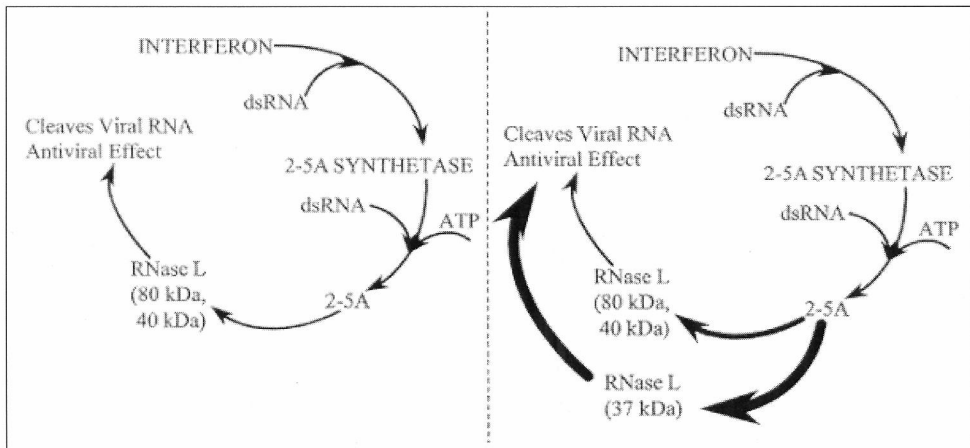 INTERFERON
dsRNA
Cleaves Viral RNA
Antiviral Effect
2-5A SYNTHETASE
dsRNA
ATP
RNase L
(80 kDa,
40 kDa)
2-5A
INTERFERON
dsRNA
Cleaves Viral RNA
Antiviral Effect
2-5A SYNTHETASE
dsRNA
ATP
RNase L
(80 kDa,
40 kDa)
2-5A
RNase L
(37 kDa)